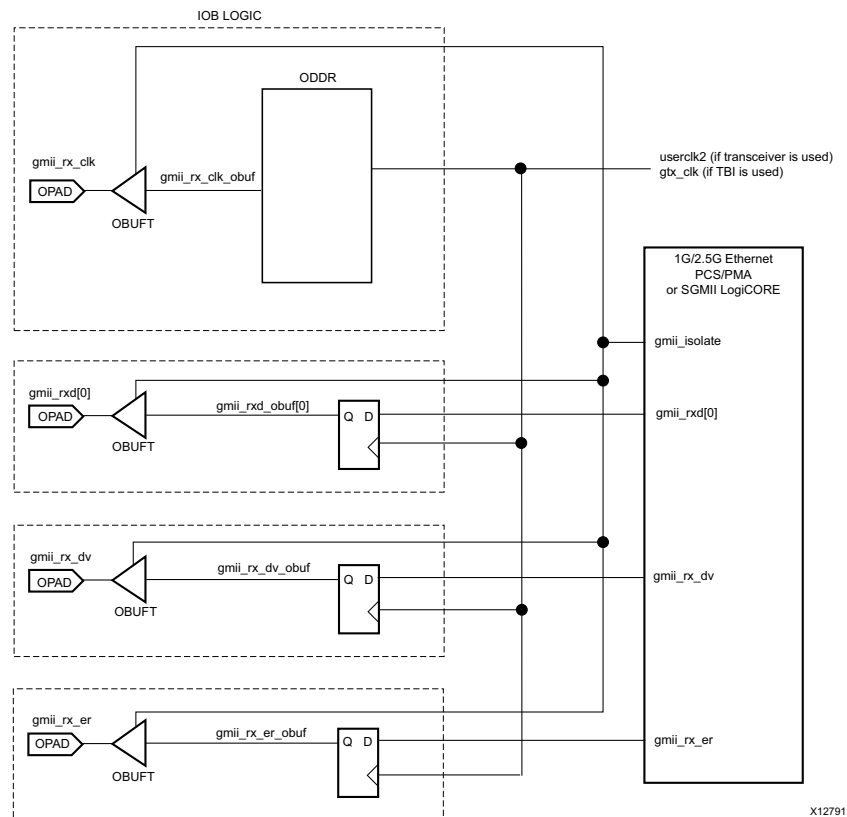 IOB LOGIC
ODDR
gmii_rx_clk
OPAD
OBUFT
gmii_rx_clk_obuf
userclk2 (if transceiver is used)
gtx_clk (if TBI is used)
1G/2.5G Ethernet
PCS/PMA
or SGMII LogiCORE
gmii_isolate
gmii_rxd[0]
OPAD
OBUFT
gmii_rxd_obuf[0]
Q D
gmii_rxd[0]
gmii_rx_dv
OPAD
OBUFT
gmii_rx_dv_obuf
Q D
gmii_rx_dv
gmii_rx_er
OPAD
OBUFT
gmii_rx_er_obuf
Q D
gmii_rx_er
X12791